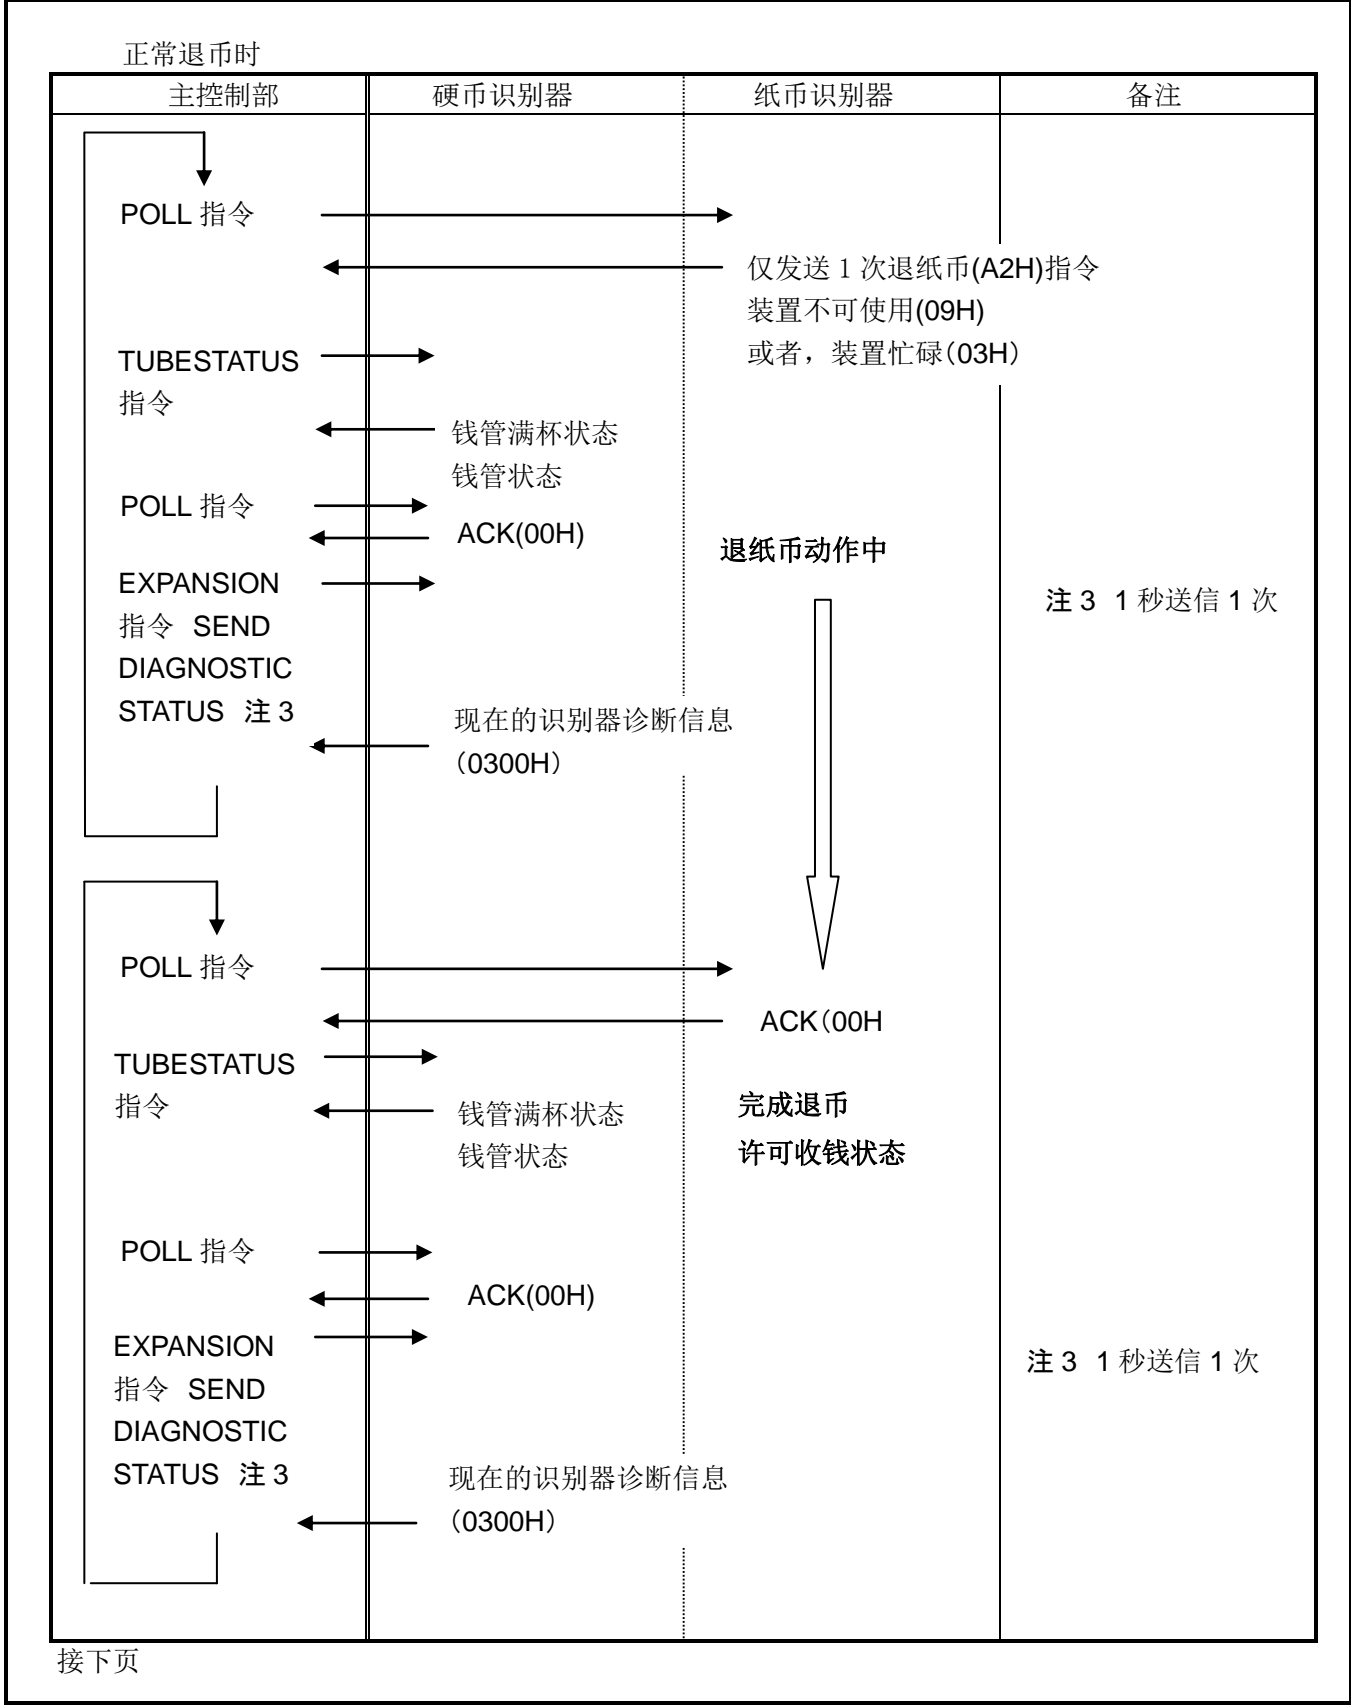 正常退币时
主控制部
硬币识别器
纸币识别器
备注
POLL 指令
仅发送 1 次退纸币(A2H)指令
装置不可使用(09H)
或者，装置忙碌（03H）
TUBESTATUS
指令
钱管满杯状态
钱管状态
POLL 指令
ACK(00H)
退纸币动作中
EXPANSION
指令 SEND
DIAGNOSTIC
STATUS 注 3
注 3 1 秒送信 1 次
现在的识别器诊断信息
（0300H）
POLL 指令
ACK（00H
TUBESTATUS
指令
钱管满杯状态
钱管状态
完成退币
许可收钱状态
POLL 指令
ACK(00H)
EXPANSION
指令 SEND
DIAGNOSTIC
STATUS 注 3
注 3 1 秒送信 1 次
现在的识别器诊断信息
（0300H）
接下页